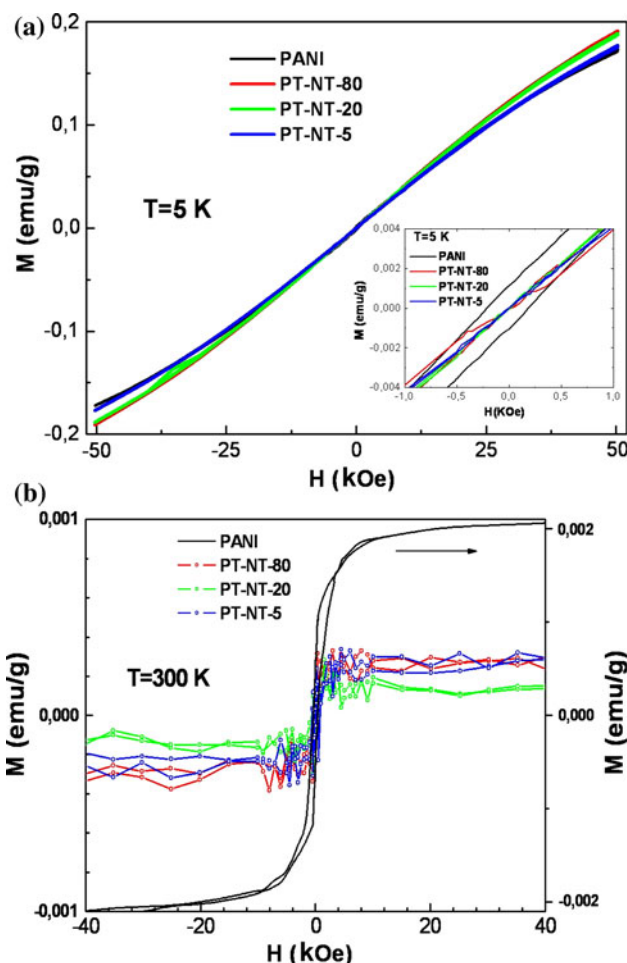 (a)
0,2
0,1
0,0
-0,1
-0,2
M (emu/g)
PANI
PT-NT-80
PT-NT-20
PT-NT-5
T=5 K
-50
-25
0
25
50
H (kOe)
T=5 K
PANI
PT-NT-80
PT-NT-20
PT-NT-5
0,004
0,002
0,000
-0,002
-0,004
M (emu/g)
-1,0
-0,5
0,0
0,5
1,0
H(KOe)
(b)
0,001
0,000
-0,001
M (emu/g)
PANI
PT-NT-80
PT-NT-20
PT-NT-5
T=300 K
0,002
0,000
-0,002
M (emu/g)
-40
-20
0
20
40
H (kOe)